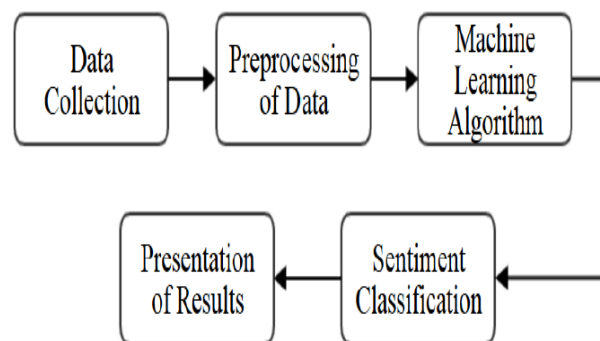 Data
Collection
Preprocessing
of Data
Machine
Learning
Algorithm
Sentiment
Classification
Presentation
of Results